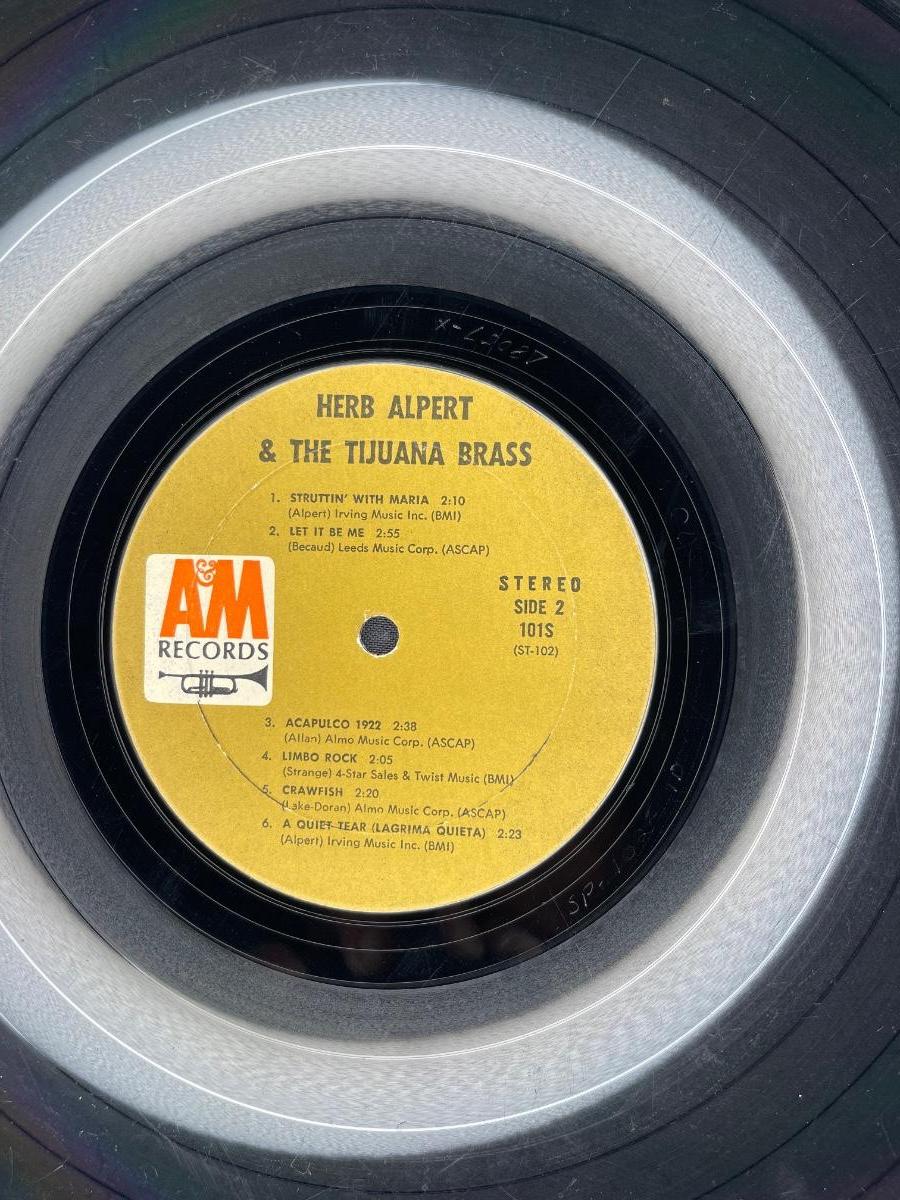 HERB ALPERT
& THE TIJUANA BRASS
1. STRUTTIN' WITH MARIA 2:10
(Alpert) Irving Music Inc. (BMI)
2. LET IT BE ME 2:55
(Becaud) Leeds Music Corp. (ASCAP)
A&M
RECORDS
STEREO
SIDE 2
101S
(ST-102)
3. ACAPULCO 1922 2:38
(Allan) Almo Music Corp. (ASCAP)
4. LIMBO ROCK 2:05
(Strange) 4-Star Sales & Twist Music (BMI)
5. CRAWFISH 2:20
(Lake-Doran) Almo Music Corp. (ASCAP)
6. A QUIET TEAR (LAGRIMA QUIETA) 2:23
(Alpert) Irving Music Inc. (BMI)